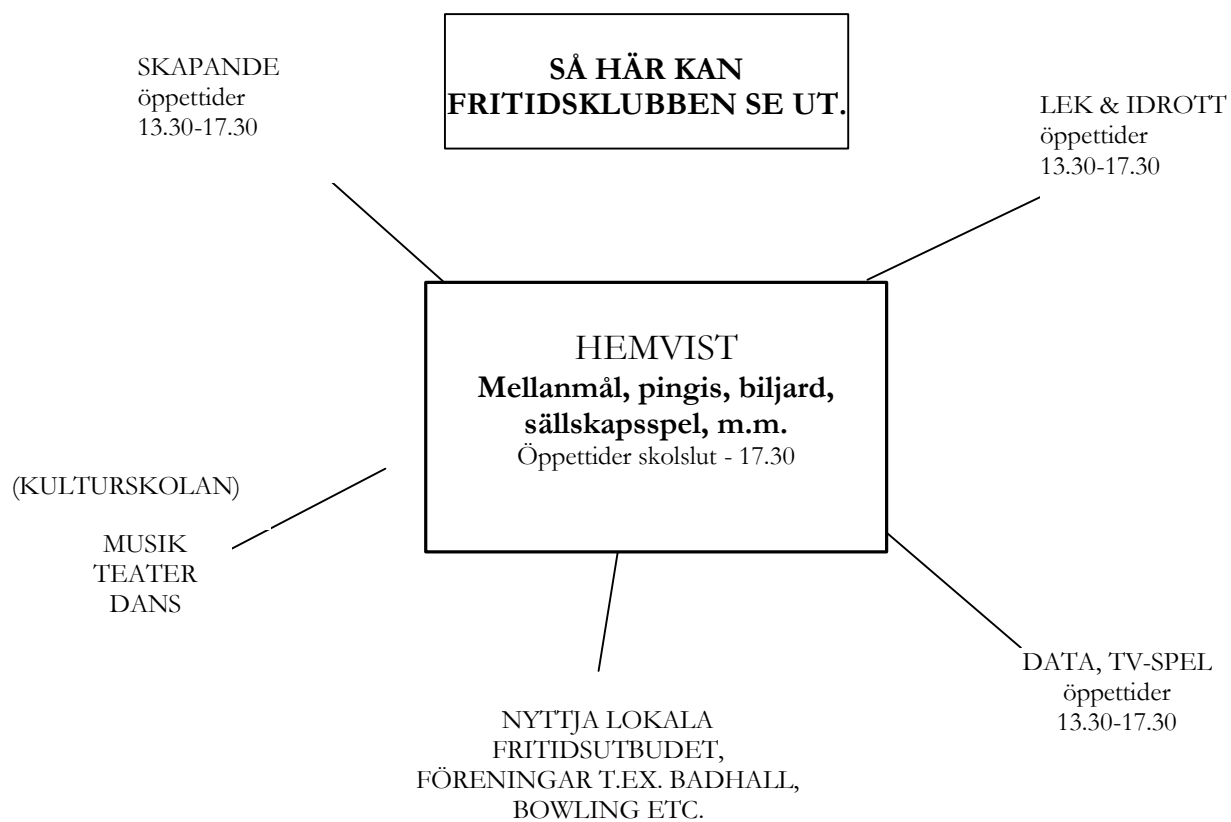 SÅ HÄR KAN
FRITIDSKLUBBEN SE UT.
SKAPANDE
öppettider
13.30-17.30
LEK & IDROTT
öppettider
13.30-17.30
HEMVIST
Mellanmål, pingis, biljard,
sällskapsspel, m.m.
Öppettider skolslut - 17.30
(KULTURSKOLAN)
MUSIK
TEATER
DANS
DATA, TV-SPEL
öppettider
13.30-17.30
NYTTJA LOKALA
FRITIDSUTBUDET,
FÖRENINGAR T.EX. BADHALL,
BOWLING ETC.